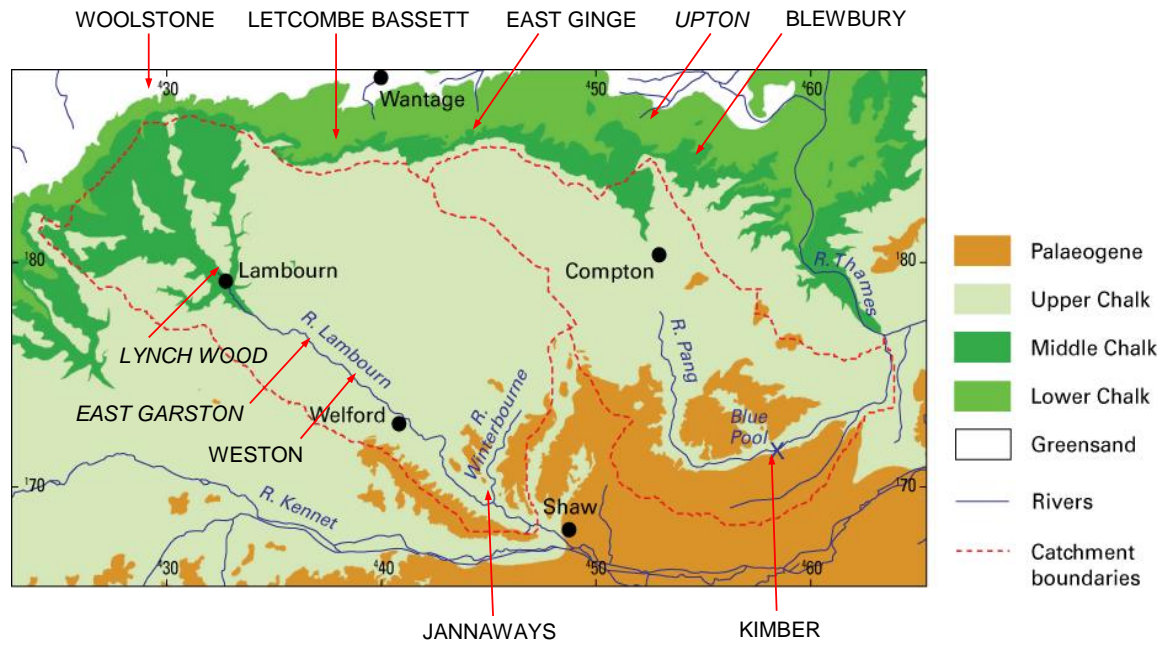 WOOLSTONE
LETCOMBE BASSETT
EAST GINGE
UPTON
BLEWBURY
⁴30
Wantage
⁴50
⁴60
¹80
Lambourn
Compton
R. Thames
¹80
LYNCH WOOD
R. Lambourn
R. Pang
EAST GARSTON
Welford
R.
Winterbourne
Blue
Pool
WESTON
¹70
R. Kennet
Shaw
¹70
⁴30
⁴40
⁴50
⁴60
JANNAWAYS
KIMBER
Palaeogene
Upper Chalk
Middle Chalk
Lower Chalk
Greensand
Rivers
Catchment
boundaries